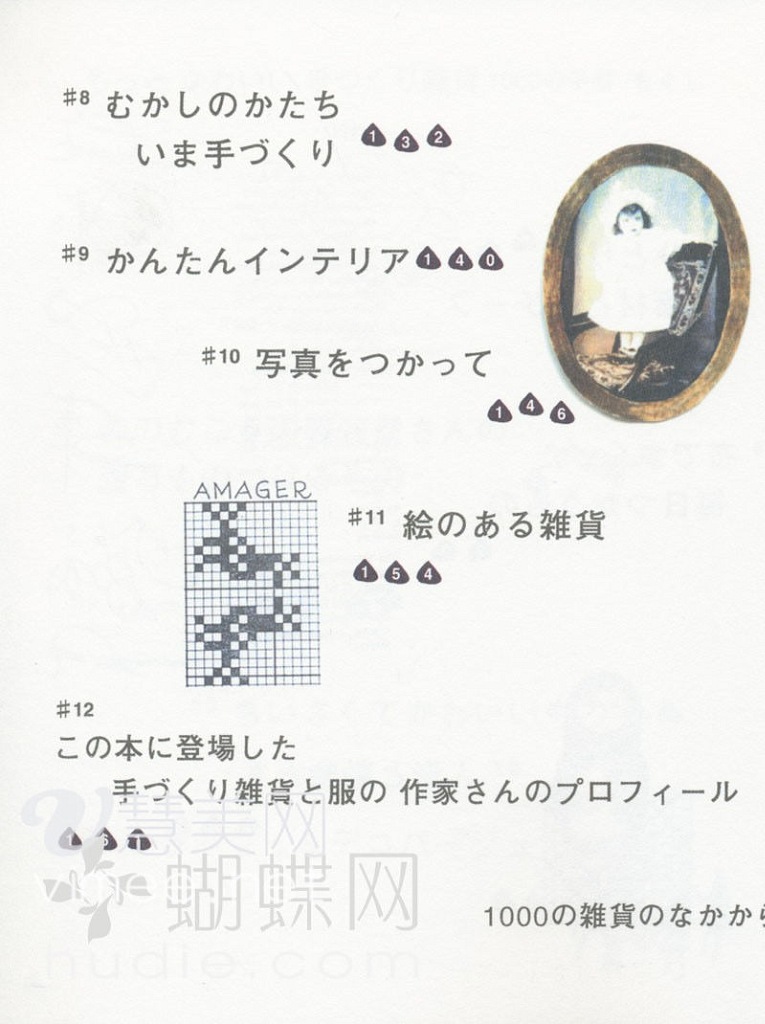 ♯8 むかしのかたち
いま手づくり 132
♯9 かんたんインテリア 140
♯10 写真をつかって
146
AMAGER
♯11 絵のある雑貨
154
♯12
この本に登場した
手づくり雑貨と服の 作家さんのプロフィール
慧美网
蝴蝶网
1000の雑貨のなかから
hudie.com